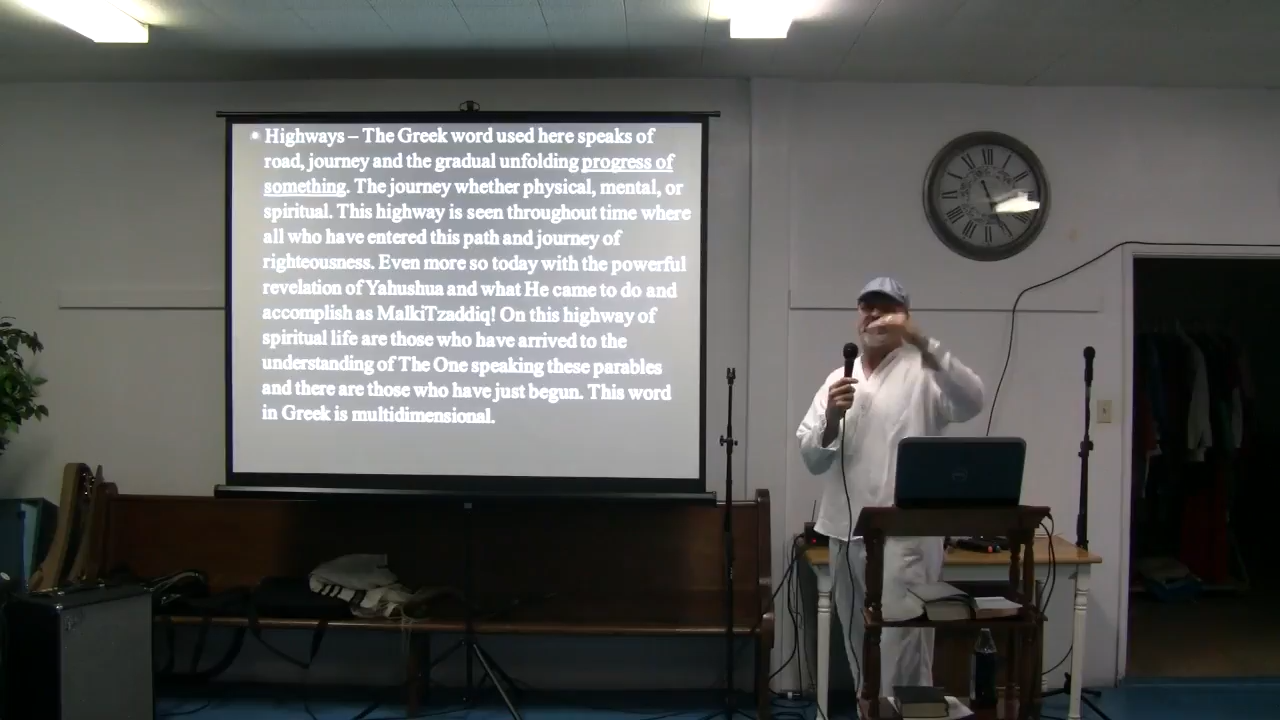 • Highways – The Greek word used here speaks of
road, journey and the gradual unfolding progress of
something. The journey whether physical, mental, or
spiritual. This highway is seen throughout time where
all who have entered this path and journey of
righteousness. Even more so today with the powerful
revelation of Yahushua and what He came to do and
accomplish as MalkiTzaddiq! On this highway of
spiritual life are those who have arrived to the
understanding of The One speaking these parables
and there are those who have just begun. This word
in Greek is multidimensional.